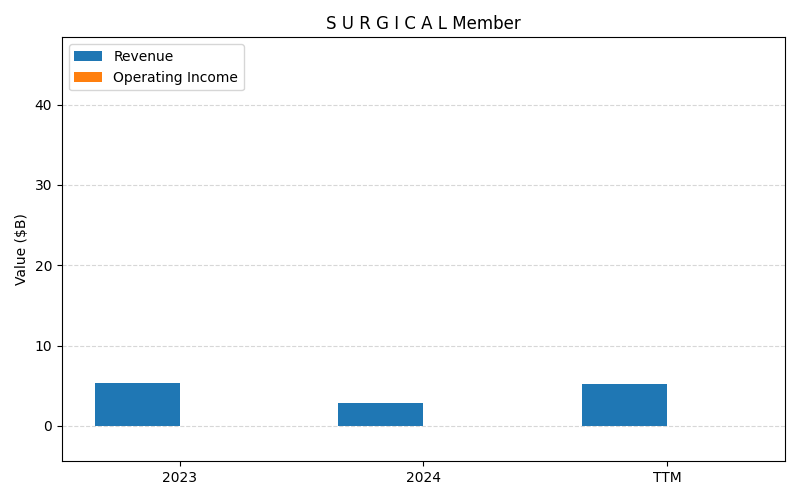 S U R G I C A L Member
Revenue
Operating Income
Value ($B)
40
30
20
10
0
2023 2024 TTM